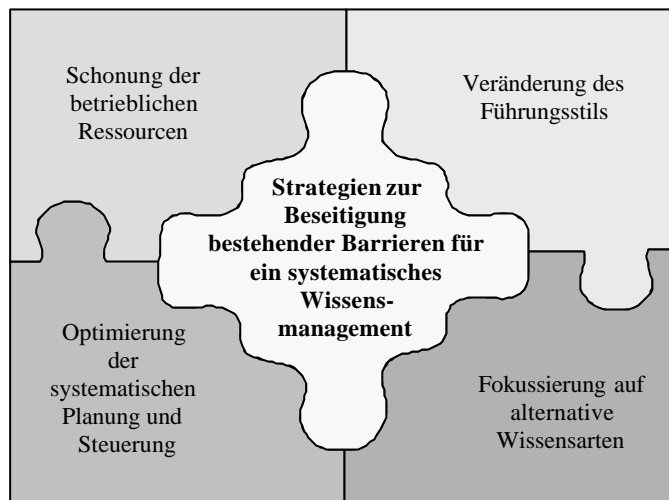 Schonung der
betrieblichen
Ressourcen
Veränderung des
Führungsstils
Strategien zur
Beseitigung
bestehender Barrieren für
ein systematisches
Wissens-
management
Optimierung
der
systematischen
Planung und
Steuerung
Fokussierung auf
alternative
Wissensarten